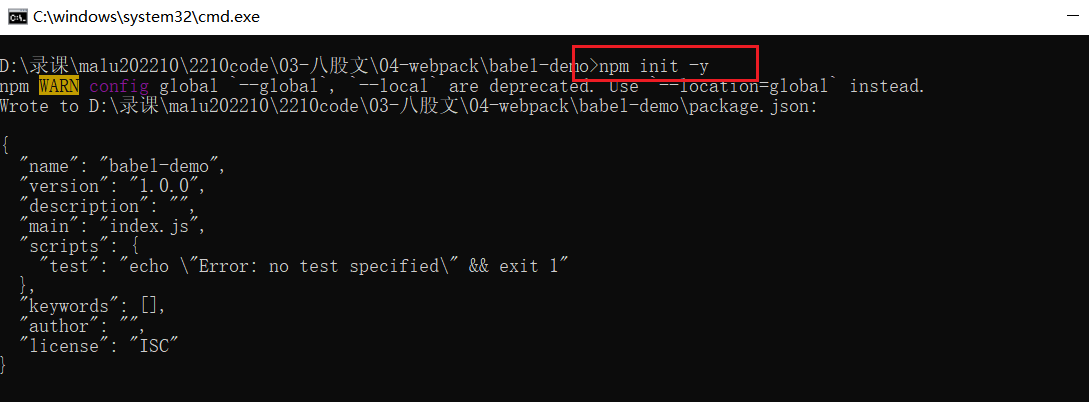 C:\windows\system32\cmd.exe
D:\录课\malu202210\2210code\03-八股文\04-webpack\babel-demo>npm init -y
npm WARN config global `--global`, `--local` are deprecated. Use `--location=global` instead.
Wrote to D:\录课\malu202210\2210code\03-八股文\04-webpack\babel-demo\package.json:
{
  "name": "babel-demo",
  "version": "1.0.0",
  "description": "",
  "main": "index.js",
  "scripts": {
    "test": "echo \"Error: no test specified\" && exit 1"
  },
  "keywords": [],
  "author": "",
  "license": "ISC"
}